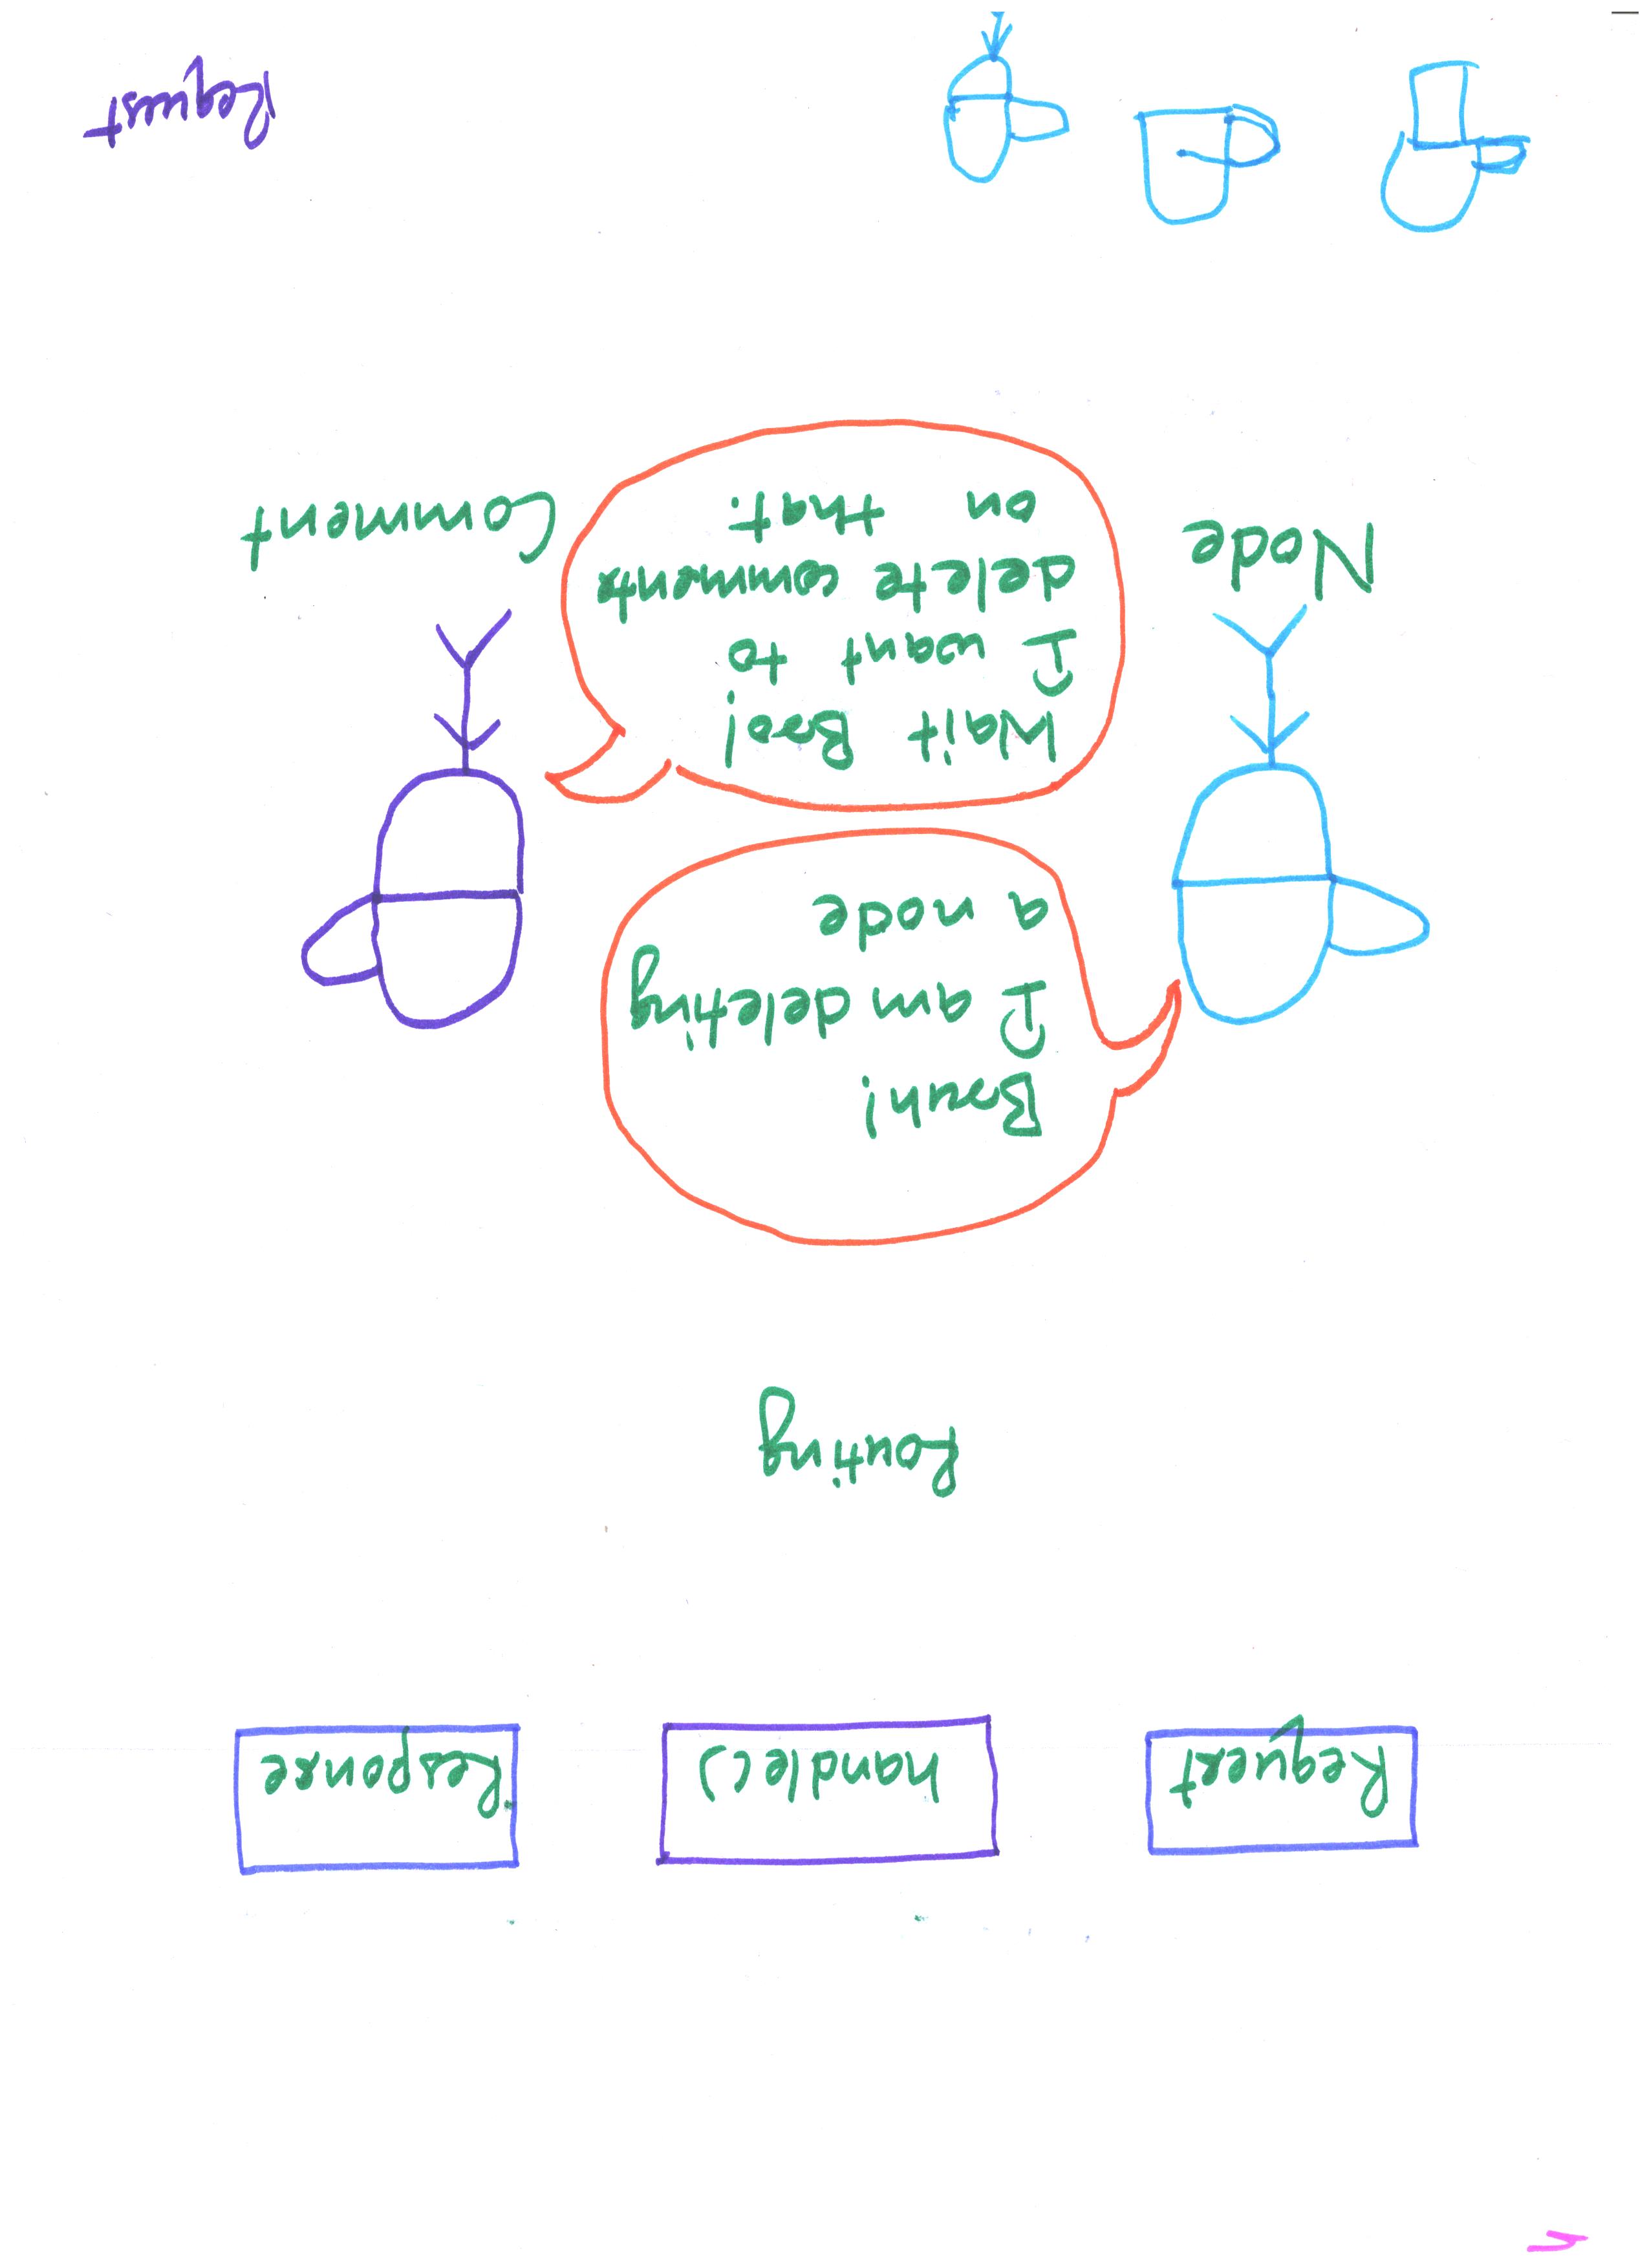 Request
handle()
Response
Routing
Bruh!
I am deleting
a node
Wait Bro!
I want to
delete comments
on that.
Node
Comment
Request